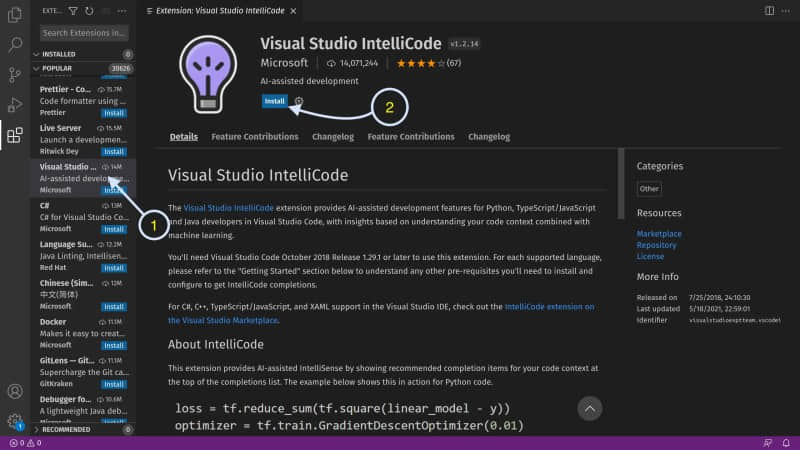 EXTE...
Extension: Visual Studio IntelliCode
Search Extensions in...
INSTALLED 0
POPULAR 30626
Prettier - Co... 15.7M
Code formatter using ...
Prettier Install
Live Server 15.5M
Launch a developmen...
Ritwick Dey Install
Visual Studio ... 14M
AI-assisted developme...
Microsoft Install
C# 13M
C# for Visual Studio Co...
Microsoft Install
Language Su... 12.2M
Java Linting, Intellisen...
Red Hat Install
Chinese (Sim... 12M
中文(简体)
Microsoft Install
Docker 11.1M
Makes it easy to creat...
Microsoft Install
GitLens — Git... 11.1M
Supercharge the Git ca...
GitKraken Install
Debugger fo... 10.6M
A lightweight Java deb...
Microsoft Install
RECOMMENDED 0
0 0
1
1
Visual Studio IntelliCode v1.2.14
Microsoft 14,071,244 (67)
AI-assisted development
Install
2
Details Feature Contributions Changelog Feature Contributions Changelog
Visual Studio IntelliCode
The Visual Studio IntelliCode extension provides AI-assisted development features for Python, TypeScript/JavaScript
and Java developers in Visual Studio Code, with insights based on understanding your code context combined with
machine learning.
You'll need Visual Studio Code October 2018 Release 1.29.1 or later to use this extension. For each supported language,
please refer to the "Getting Started" section below to understand any other pre-requisites you'll need to install and
configure to get IntelliCode completions.
For C#, C++, TypeScript/JavaScript, and XAML support in the Visual Studio IDE, check out the IntelliCode extension on
the Visual Studio Marketplace.
About IntelliCode
This extension provides AI-assisted IntelliSense by showing recommended completion items for your code context at
the top of the completions list. The example below shows this in action for Python code.
loss = tf.reduce_sum(tf.square(linear_model - y))
optimizer = tf.train.GradientDescentOptimizer(0.01)
Categories
Other
Resources
Marketplace
Repository
License
More Info
Released on 7/25/2018, 24:10:30
Last updated 5/18/2021, 22:59:01
Identifier visualstudioexptteam.vscodei